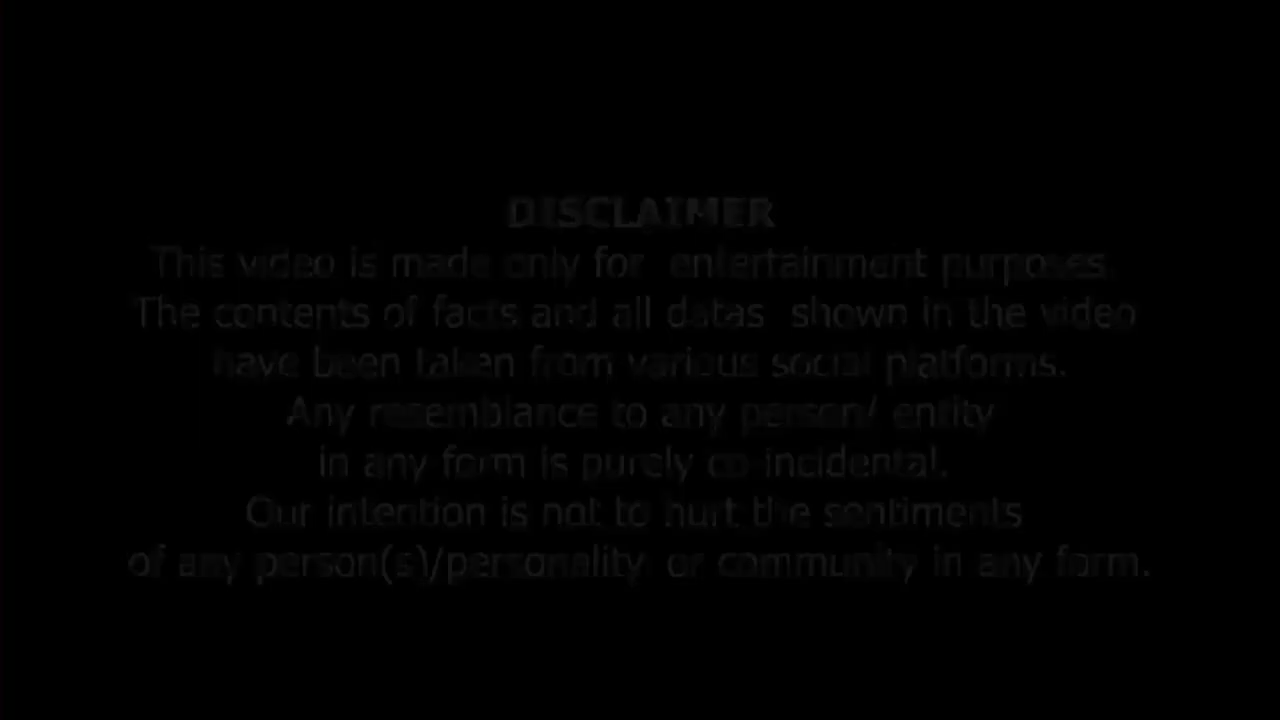 DISCLAIMER
This video is made only for entertainment purposes.
The contents of facts and all datas shown in the video
have been taken from various social platforms.
Any resemblance to any person/ entity
in any form is purely co-incidental.
Our intention is not to hurt the sentiments
of any person(s)/personality or community in any form.